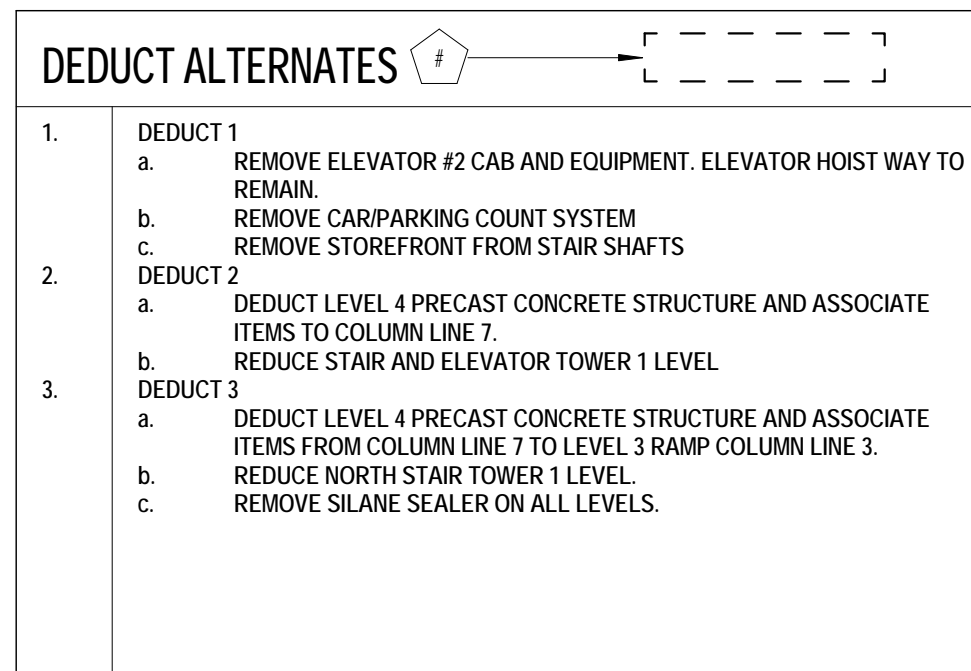 DEDUCT ALTERNATES #
1. DEDUCT 1
a. REMOVE ELEVATOR #2 CAB AND EQUIPMENT. ELEVATOR HOIST WAY TO
REMAIN.
b. REMOVE CAR/PARKING COUNT SYSTEM
c. REMOVE STOREFRONT FROM STAIR SHAFTS
2. DEDUCT 2
a. DEDUCT LEVEL 4 PRECAST CONCRETE STRUCTURE AND ASSOCIATE
ITEMS TO COLUMN LINE 7.
b. REDUCE STAIR AND ELEVATOR TOWER 1 LEVEL
3. DEDUCT 3
a. DEDUCT LEVEL 4 PRECAST CONCRETE STRUCTURE AND ASSOCIATE
ITEMS FROM COLUMN LINE 7 TO LEVEL 3 RAMP COLUMN LINE 3.
b. REDUCE NORTH STAIR TOWER 1 LEVEL.
c. REMOVE SILANE SEALER ON ALL LEVELS.